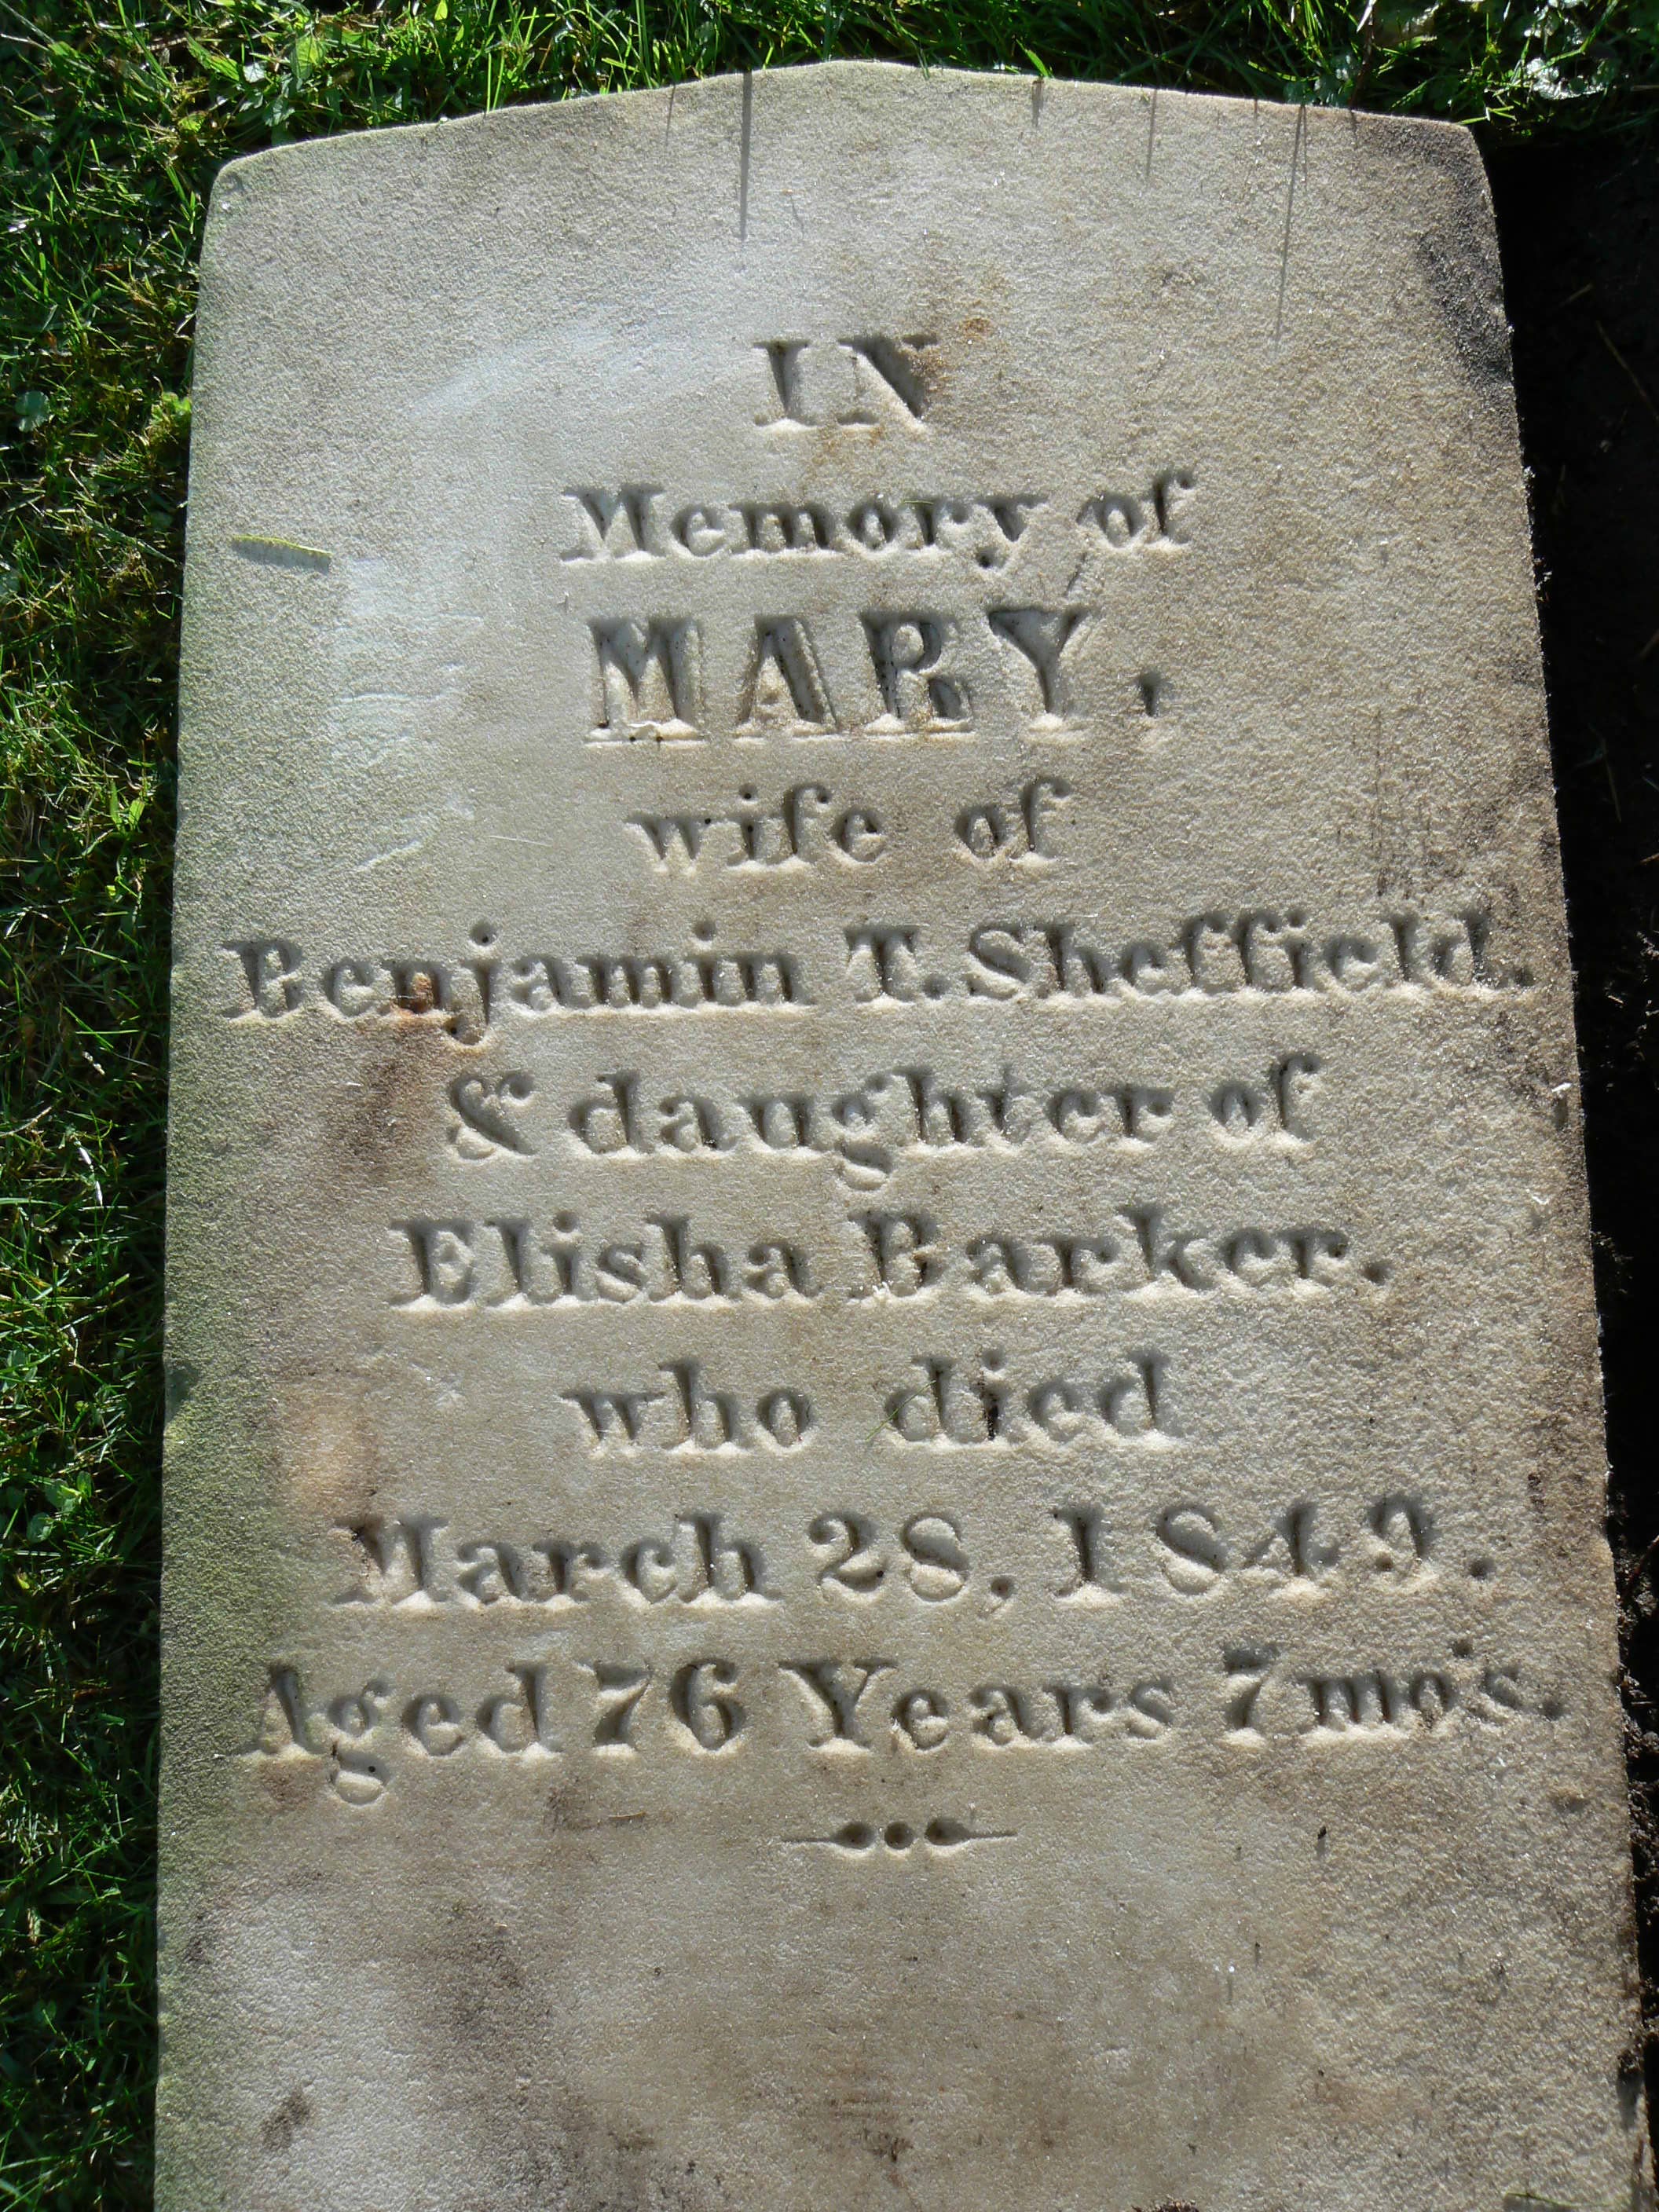 IN
Memory of
MARY,
wife of
Benjamin T. Sheffield.
& daughter of
Elisha Barker.
who died
March 28, 1849.
Aged 76 Years 7 mo's.